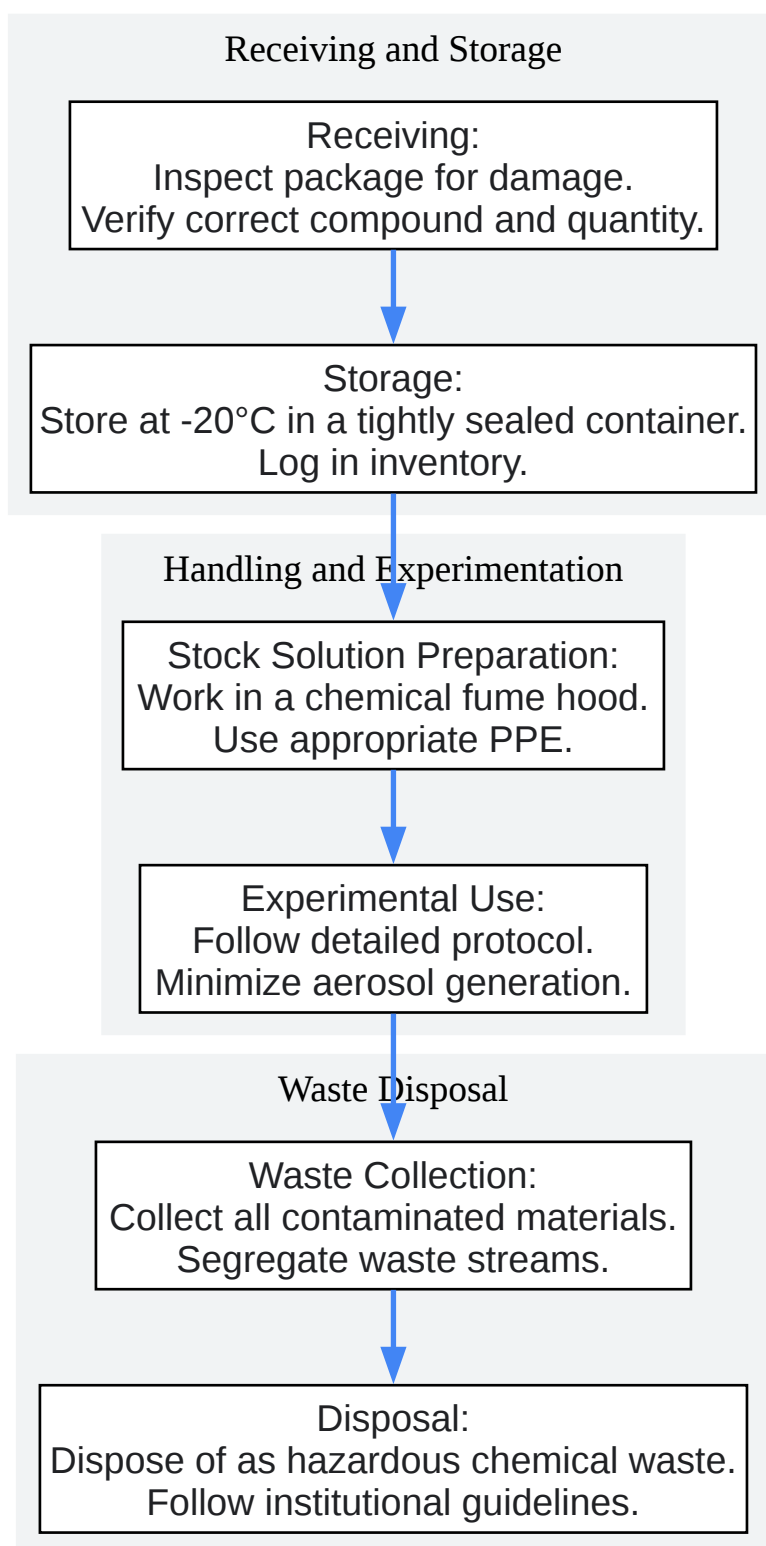 Receiving and Storage
Receiving:
Inspect package for damage.
Verify correct compound and quantity.
Storage:
Store at -20°C in a tightly sealed container.
Log in inventory.
Handling and Experimentation
Stock Solution Preparation:
Work in a chemical fume hood.
Use appropriate PPE.
Experimental Use:
Follow detailed protocol.
Minimize aerosol generation.
Waste Disposal
Waste Collection:
Collect all contaminated materials.
Segregate waste streams.
Disposal:
Dispose of as hazardous chemical waste.
Follow institutional guidelines.